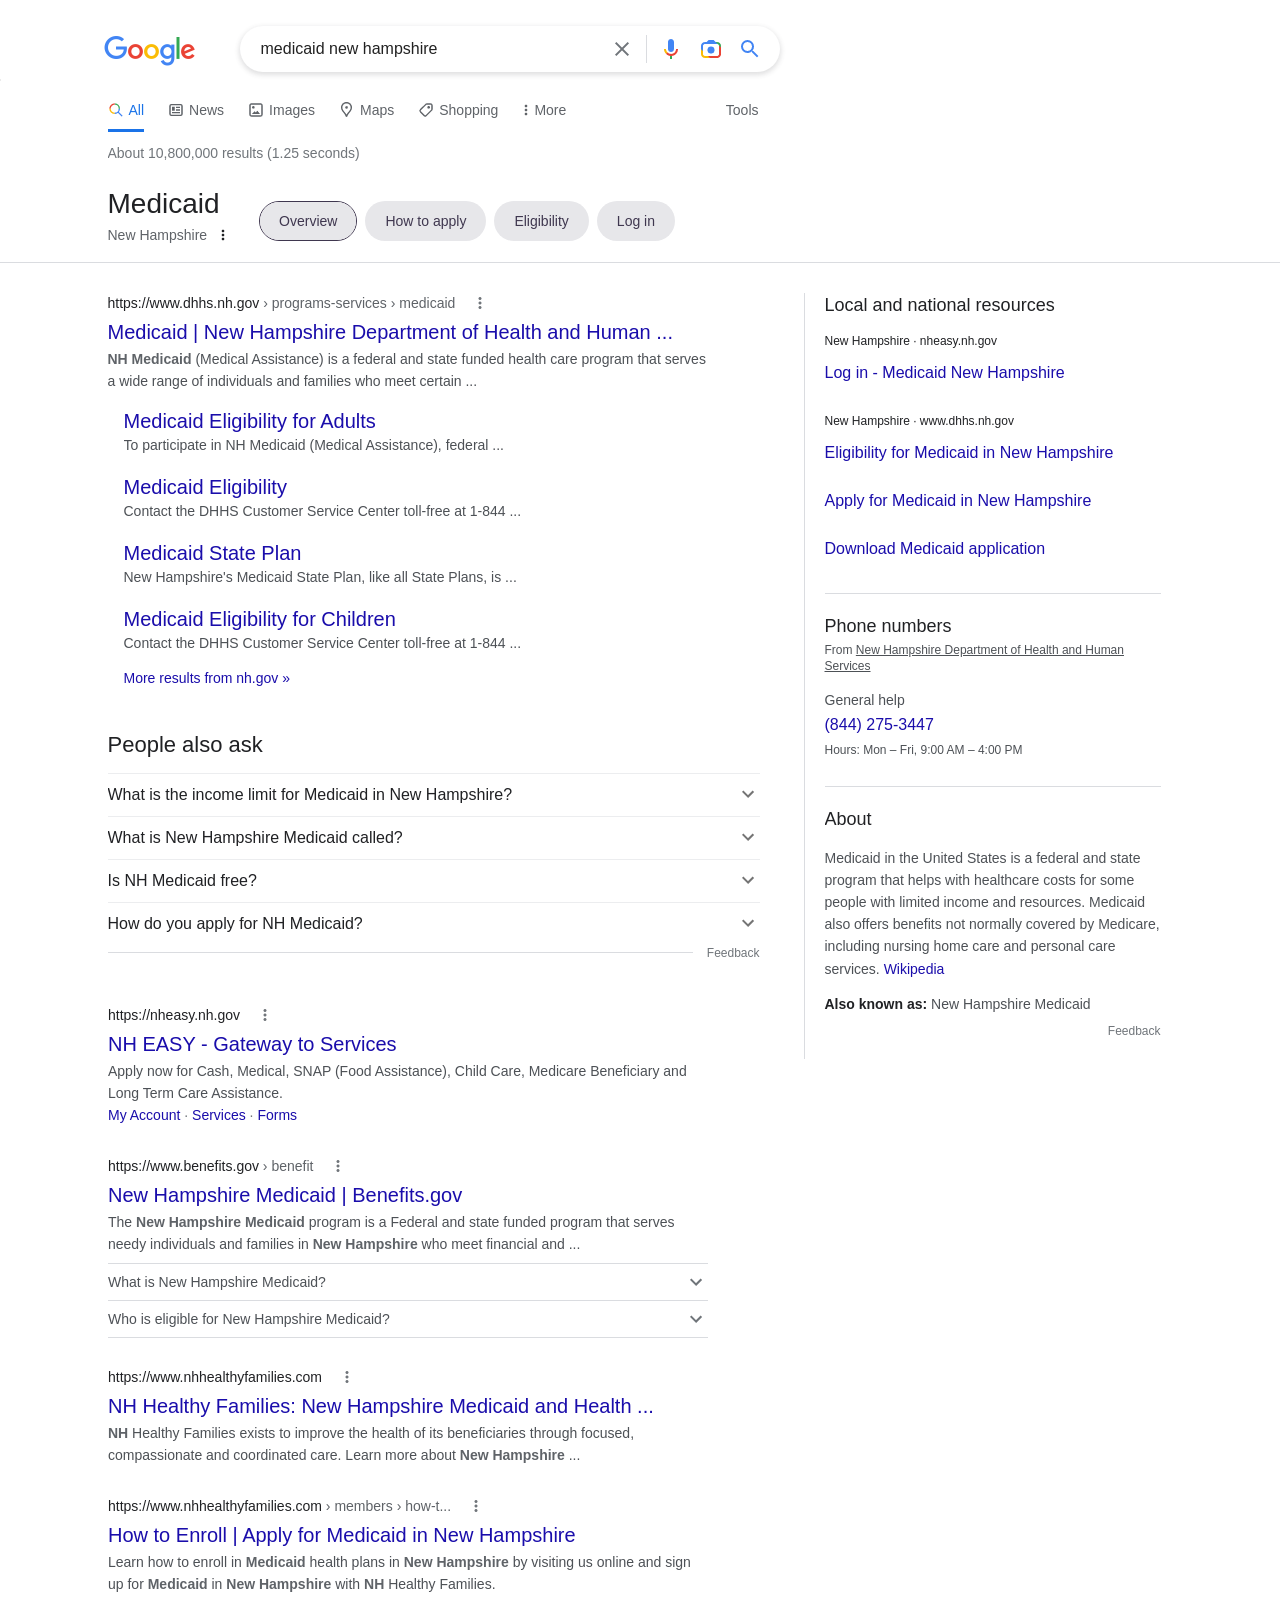 Google
medicaid new hampshire
All
News
Images
Maps
Shopping
More
Tools
About 10,800,000 results (1.25 seconds)
Medicaid
New Hampshire
Overview
How to apply
Eligibility
Log in
https://www.dhhs.nh.gov › programs-services › medicaid
Medicaid | New Hampshire Department of Health and Human ...
NH Medicaid (Medical Assistance) is a federal and state funded health care program that serves
a wide range of individuals and families who meet certain ...
Medicaid Eligibility for Adults
To participate in NH Medicaid (Medical Assistance), federal ...
Medicaid Eligibility
Contact the DHHS Customer Service Center toll-free at 1-844 ...
Medicaid State Plan
New Hampshire's Medicaid State Plan, like all State Plans, is ...
Medicaid Eligibility for Children
Contact the DHHS Customer Service Center toll-free at 1-844 ...
More results from nh.gov »
People also ask
What is the income limit for Medicaid in New Hampshire?
What is New Hampshire Medicaid called?
Is NH Medicaid free?
How do you apply for NH Medicaid?
Feedback
https://nheasy.nh.gov
NH EASY - Gateway to Services
Apply now for Cash, Medical, SNAP (Food Assistance), Child Care, Medicare Beneficiary and
Long Term Care Assistance.
My Account · Services · Forms
https://www.benefits.gov › benefit
New Hampshire Medicaid | Benefits.gov
The New Hampshire Medicaid program is a Federal and state funded program that serves
needy individuals and families in New Hampshire who meet financial and ...
What is New Hampshire Medicaid?
Who is eligible for New Hampshire Medicaid?
https://www.nhhealthyfamilies.com
NH Healthy Families: New Hampshire Medicaid and Health ...
NH Healthy Families exists to improve the health of its beneficiaries through focused,
compassionate and coordinated care. Learn more about New Hampshire ...
https://www.nhhealthyfamilies.com › members › how-t...
How to Enroll | Apply for Medicaid in New Hampshire
Learn how to enroll in Medicaid health plans in New Hampshire by visiting us online and sign
up for Medicaid in New Hampshire with NH Healthy Families.
Local and national resources
New Hampshire · nheasy.nh.gov
Log in - Medicaid New Hampshire
New Hampshire · www.dhhs.nh.gov
Eligibility for Medicaid in New Hampshire
Apply for Medicaid in New Hampshire
Download Medicaid application
Phone numbers
From New Hampshire Department of Health and Human
Services
General help
(844) 275-3447
Hours: Mon – Fri, 9:00 AM – 4:00 PM
About
Medicaid in the United States is a federal and state
program that helps with healthcare costs for some
people with limited income and resources. Medicaid
also offers benefits not normally covered by Medicare,
including nursing home care and personal care
services. Wikipedia
Also known as: New Hampshire Medicaid
Feedback